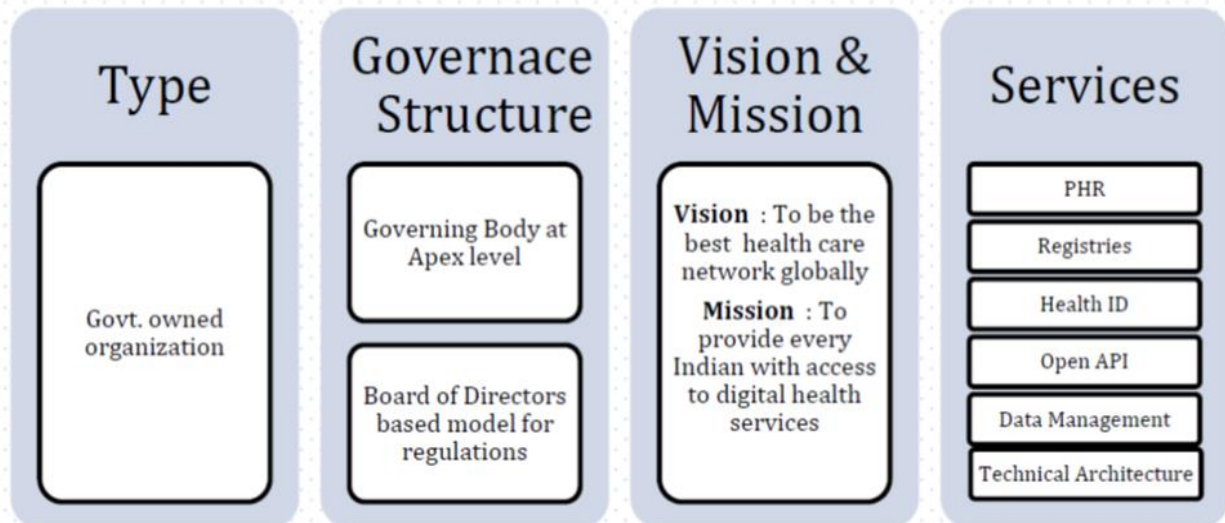 Type
Govt. owned
organization
Governace
Structure
Governing Body at
Apex level
Board of Directors
based model for
regulations
Vision &
Mission
Vision : To be the
best health care
network globally
Mission : To
provide every
Indian with access
to digital health
services
Services
PHR
Registries
Health ID
Open API
Data Management
Technical Architecture